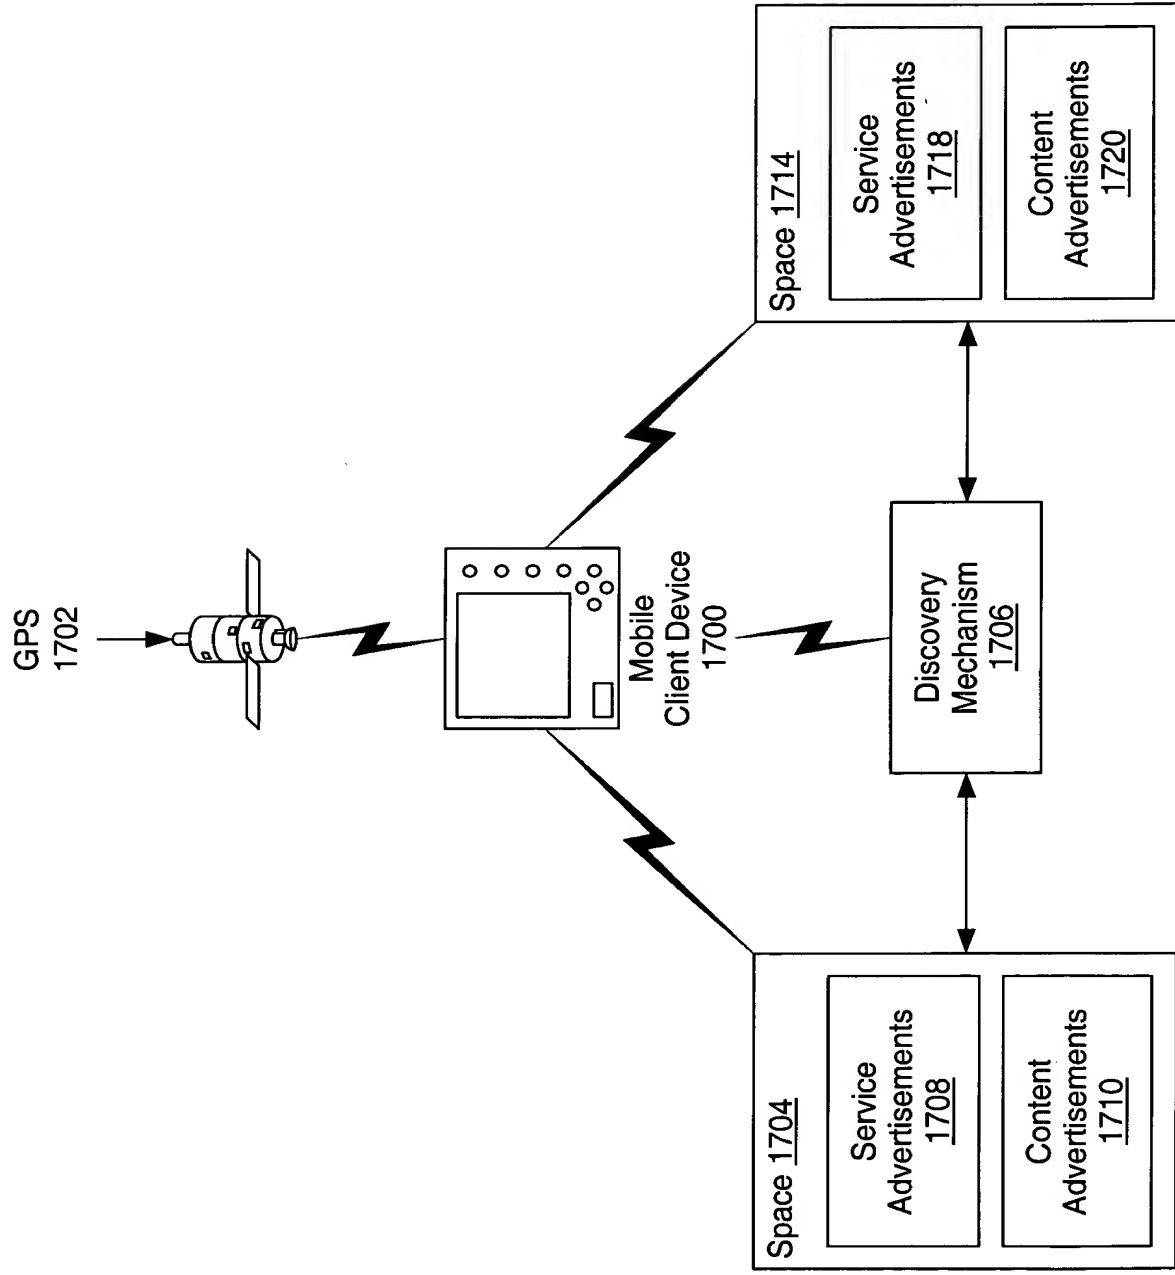 GPS
1702
Mobile
Client Device
1700
Discovery
Mechanism
1706
Space 1704
Service
Advertisements
1708
Content
Advertisements
1710
Space 1714
Service
Advertisements
1718
Content
Advertisements
1720